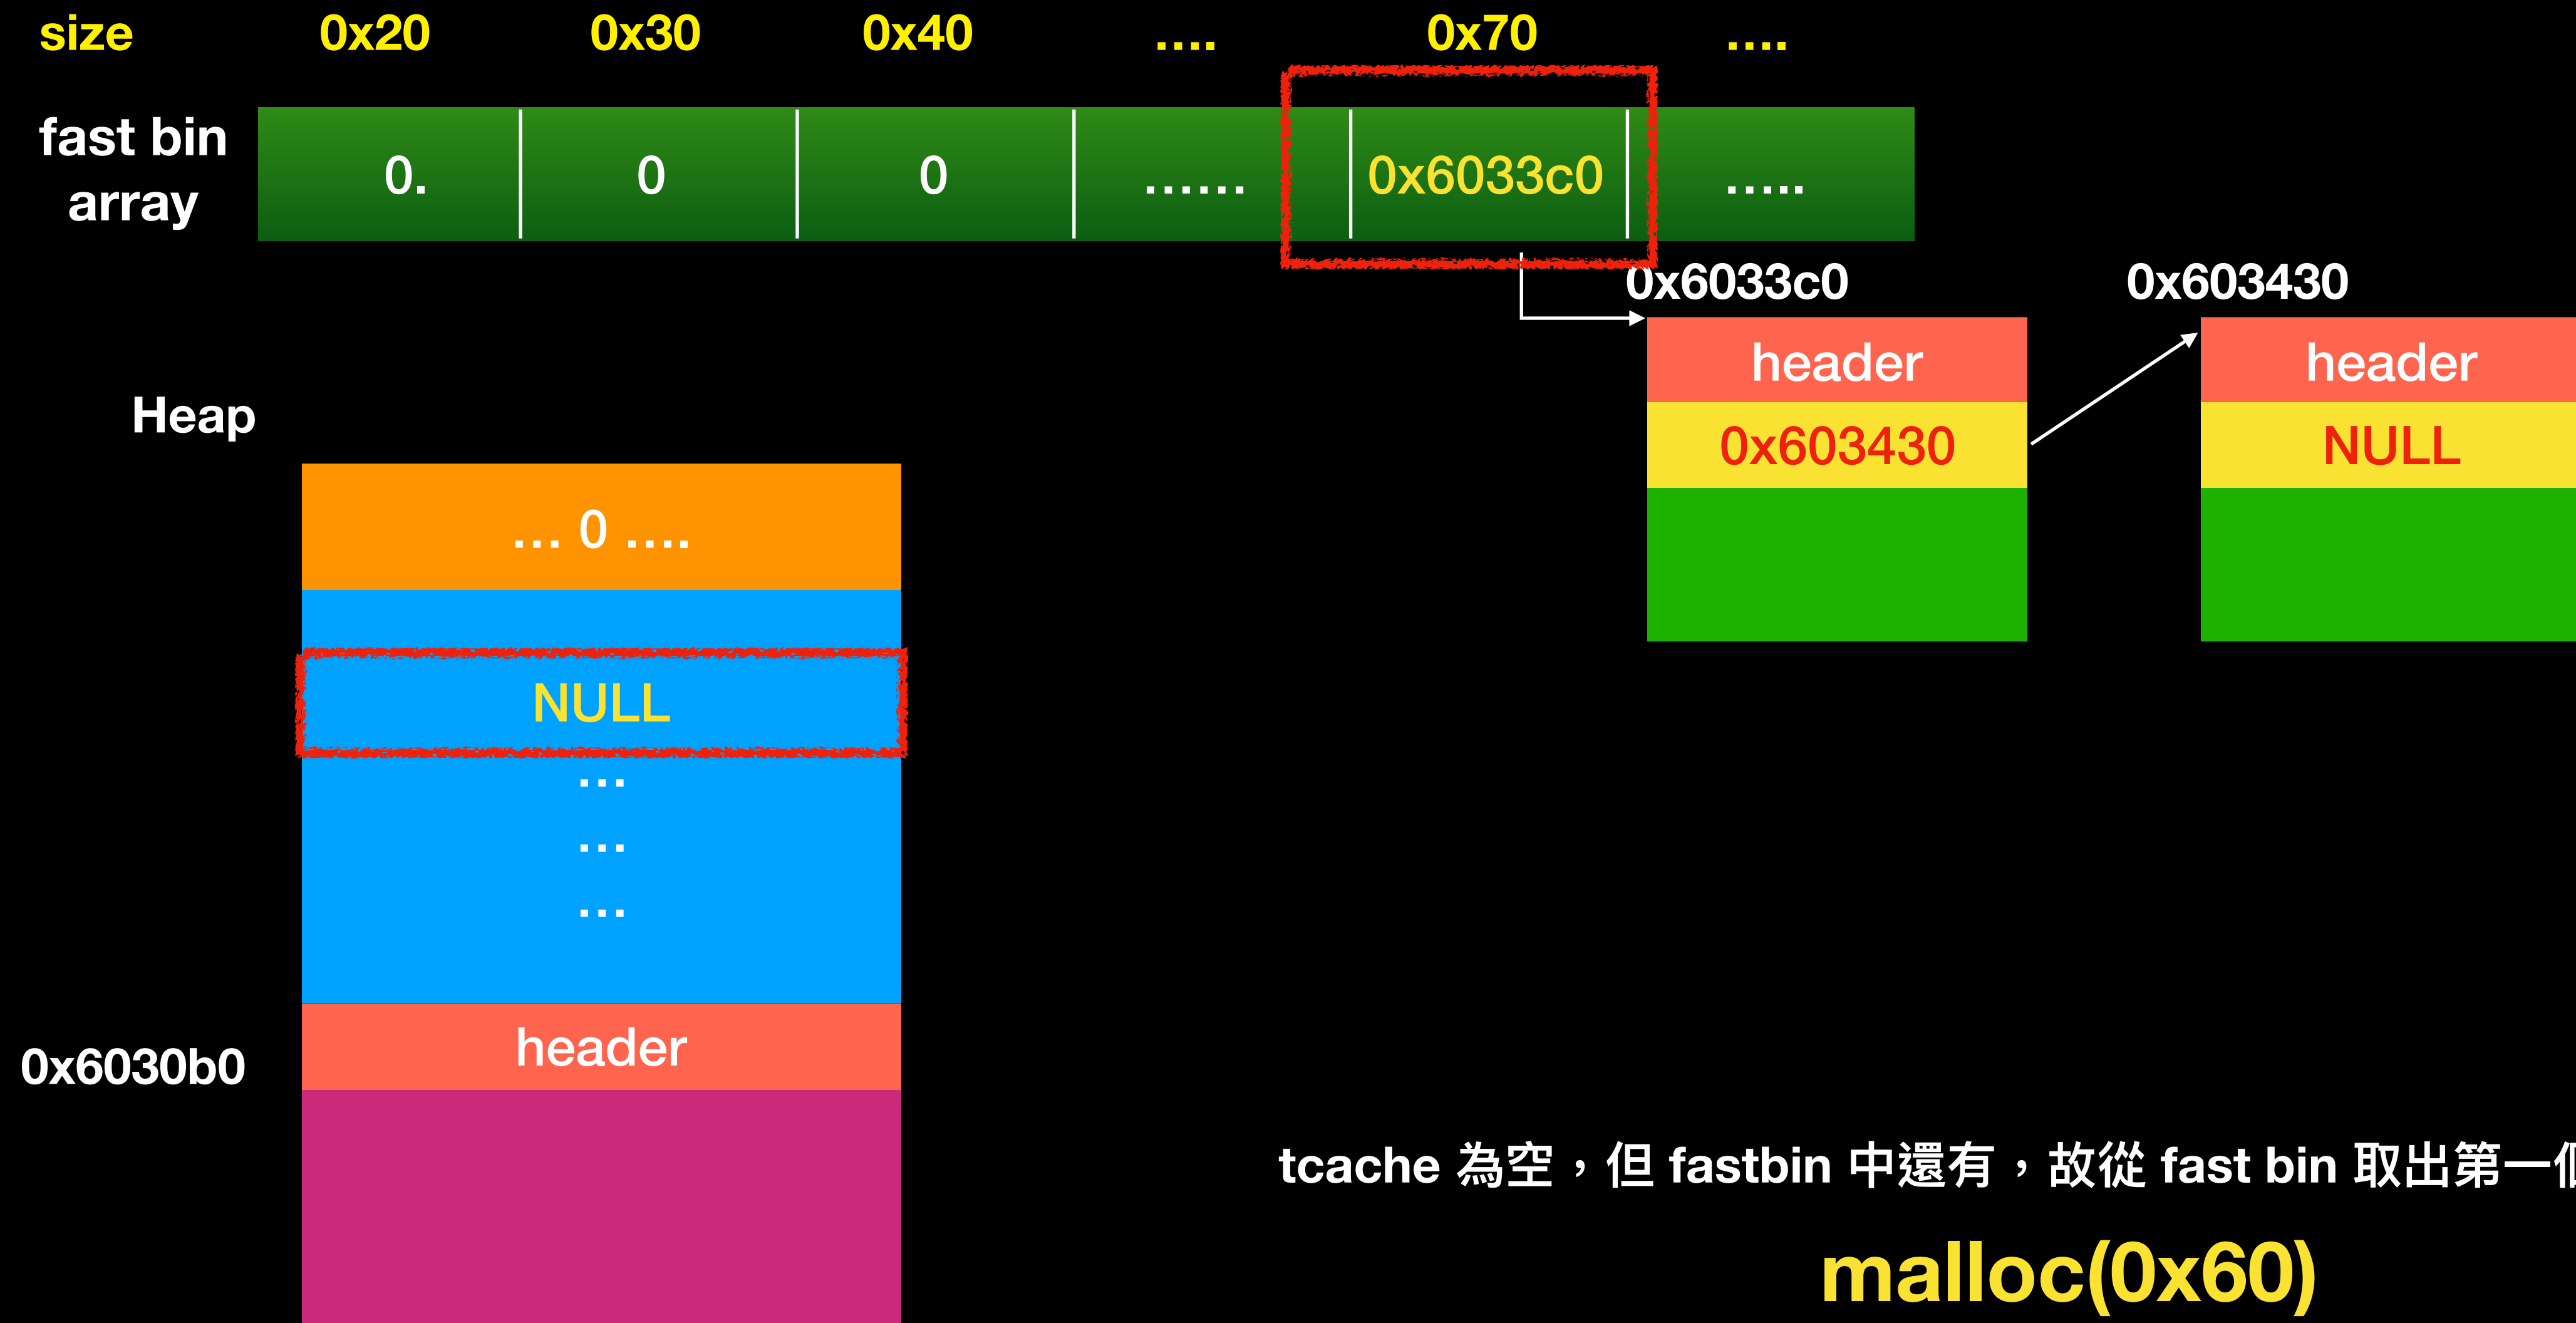 size 0x20 0x30 0x40 .... 0x70 ....
fast bin
array
0. 0 0 ...... 0x6033c0 .....
0x6033c0 0x603430
header header
0x603430 NULL
Heap
... 0 ....
NULL
...
...
...
0x6030b0 header
tcache 為空，但 fastbin 中還有，故從 fast bin 取出第一
malloc(0x60)